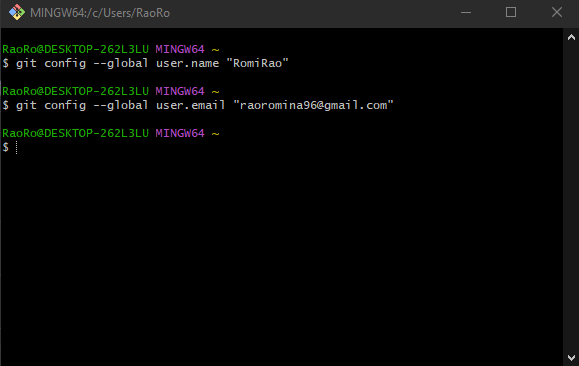 MINGW64:/c/Users/RaoRo
RaoRo@DESKTOP-262L3LU MINGW64 ~
$ git config --global user.name "RomiRao"
RaoRo@DESKTOP-262L3LU MINGW64 ~
$ git config --global user.email "raoromina96@gmail.com"
RaoRo@DESKTOP-262L3LU MINGW64 ~
$